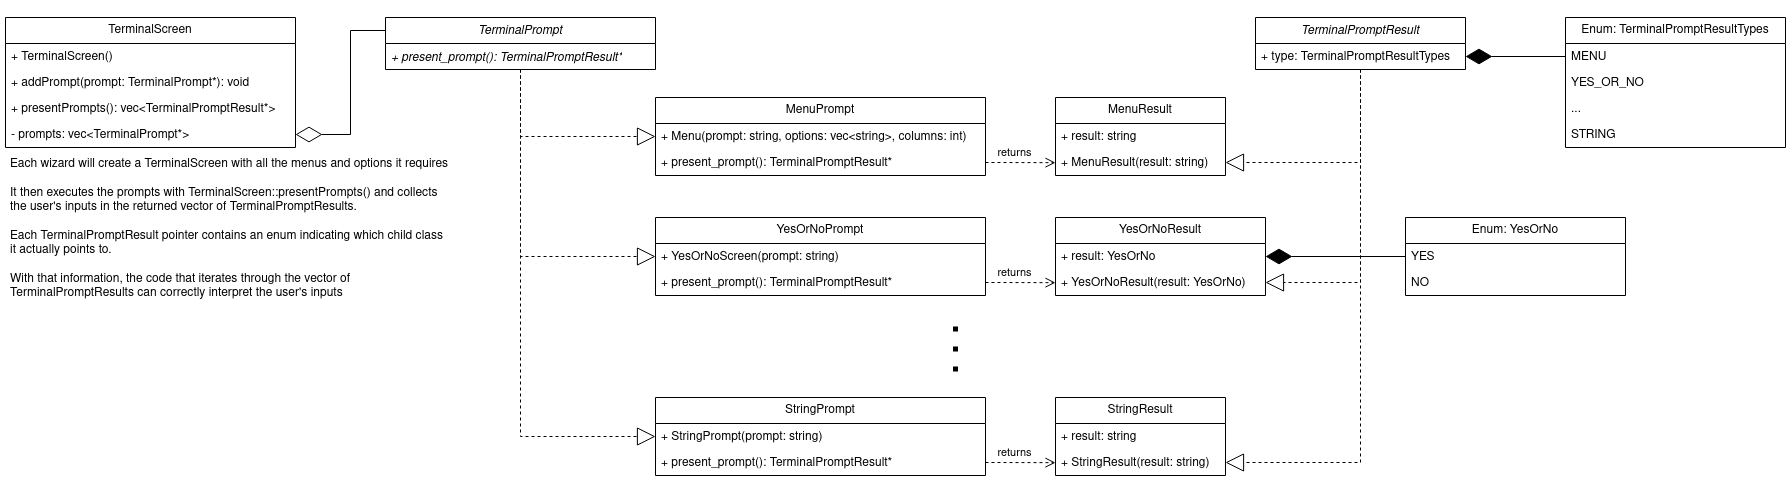 TerminalScreen
+ TerminalScreen()
+ addPrompt(prompt: TerminalPrompt*): void
+ presentPrompts(): vec<TerminalPromptResult*>
- prompts: vec<TerminalPrompt*>
Each wizard will create a TerminalScreen with all the menus and options it requires
It then executes the prompts with TerminalScreen::presentPrompts() and collects
the user's inputs in the returned vector of TerminalPromptResults.
Each TerminalPromptResult pointer contains an enum indicating which child class
it actually points to.
With that information, the code that iterates through the vector of
TerminalPromptResults can correctly interpret the user's inputs
TerminalPrompt
+ present_prompt(): TerminalPromptResult*
MenuPrompt
+ Menu(prompt: string, options: vec<string>, columns: int)
+ present_prompt(): TerminalPromptResult*
returns
MenuResult
+ result: string
+ MenuResult(result: string)
TerminalPromptResult
+ type: TerminalPromptResultTypes
Enum: TerminalPromptResultTypes
MENU
YES_OR_NO
...
STRING
YesOrNoPrompt
+ YesOrNoScreen(prompt: string)
+ present_prompt(): TerminalPromptResult*
returns
YesOrNoResult
+ result: YesOrNo
+ YesOrNoResult(result: YesOrNo)
Enum: YesOrNo
YES
NO
StringPrompt
+ StringPrompt(prompt: string)
+ present_prompt(): TerminalPromptResult*
returns
StringResult
+ result: string
+ StringResult(result: string)